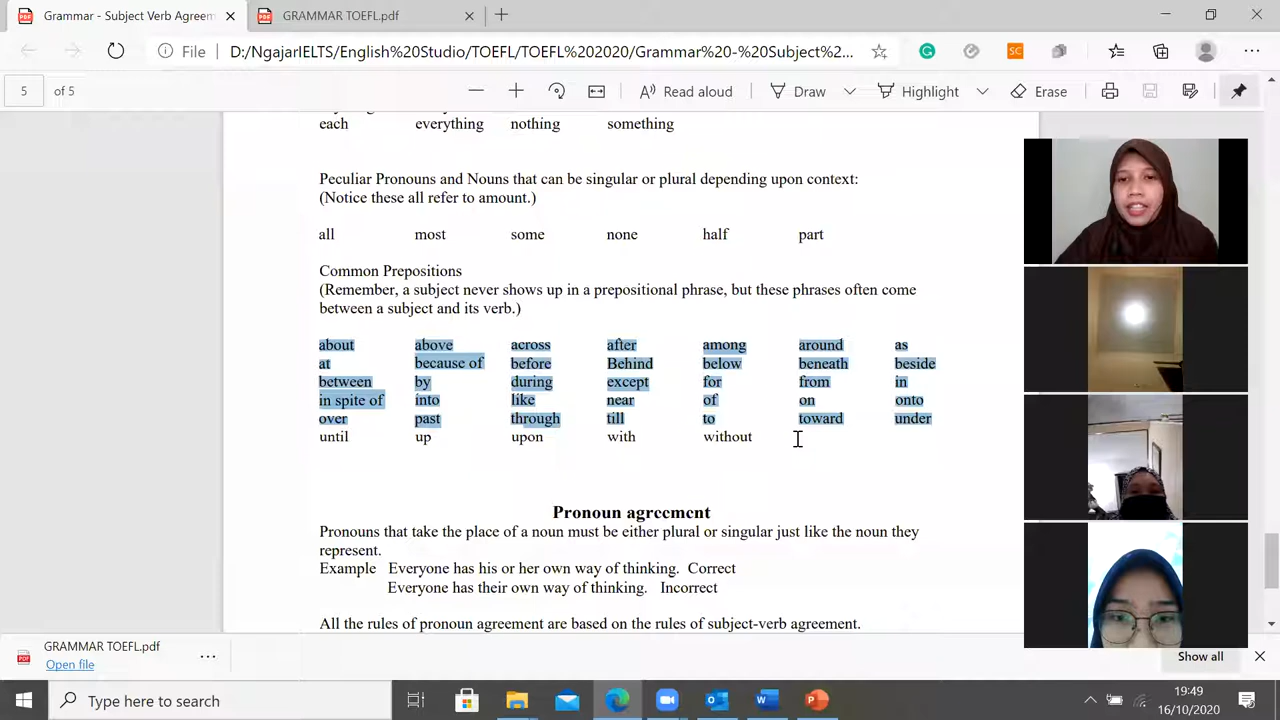 Grammar - Subject Verb Agreem
GRAMMAR TOEFL.pdf
File D:/NgajarIELTS/English%20Studio/TOEFL/TOEFL%202020/Grammar%20-%20Subject%2...
5 of 5 Read aloud Draw Highlight Erase
each everything nothing something
Peculiar Pronouns and Nouns that can be singular or plural depending upon context:
(Notice these all refer to amount.)
all most some none half part
Common Prepositions
(Remember, a subject never shows up in a prepositional phrase, but these phrases often come
between a subject and its verb.)
about above across after among around as
at because of before Behind below beneath beside
between by during except for from in
in spite of into like near of on onto
over past through till to toward under
until up upon with without
Pronoun agreement
Pronouns that take the place of a noun must be either plural or singular just like the noun they
represent.
Example Everyone has his or her own way of thinking. Correct
Everyone has their own way of thinking. Incorrect
All the rules of pronoun agreement are based on the rules of subject-verb agreement.
GRAMMAR TOEFL.pdf
Open file
Show all
Type here to search
19:49
16/10/2020